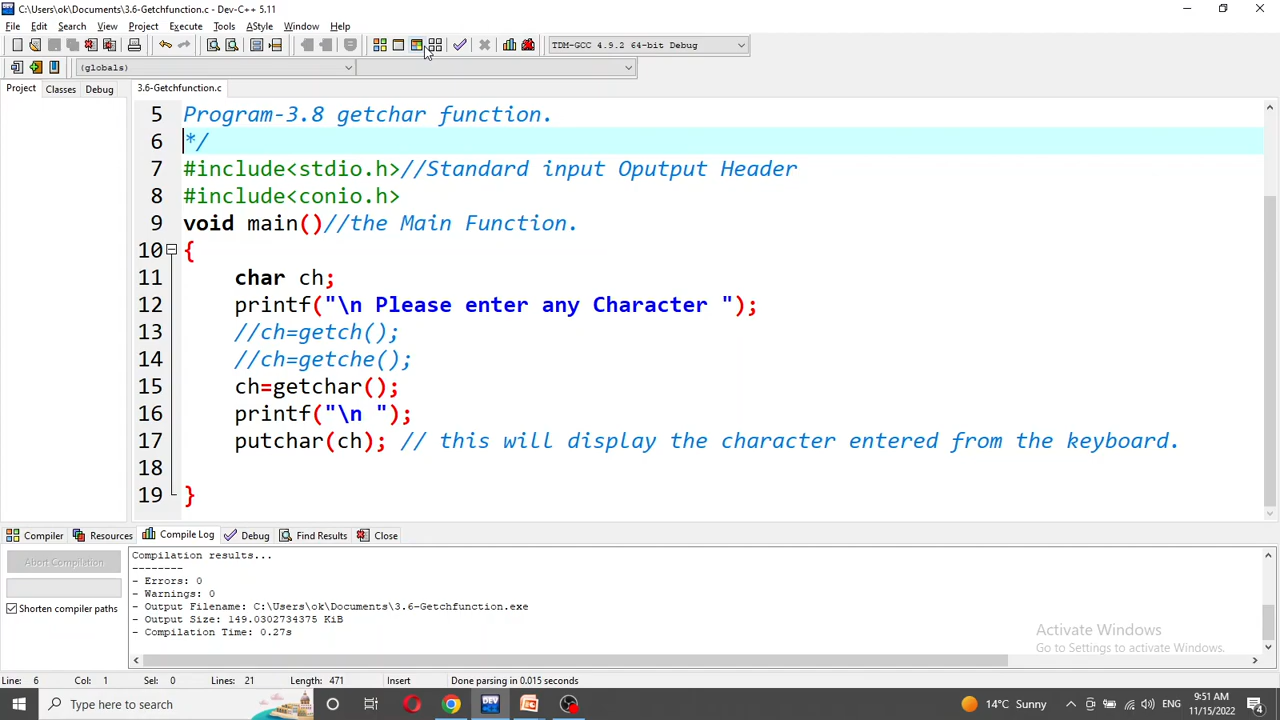 C:\Users\ok\Documents\3.6-Getchfunction.c - Dev-C++ 5.11
File Edit Search View Project Execute Tools AStyle Window Help
TDM-GCC 4.9.2 64-bit Debug
(globals)
Project Classes Debug 3.6-Getchfunction.c
5 Program-3.8 getchar function.
6 */
7 #include<stdio.h>//Standard input Oputput Header
8 #include<conio.h>
9 void main()//the Main Function.
10 {
11 char ch;
12 printf("\n Please enter any Character ");
13 //ch=getch();
14 //ch=getche();
15 ch=getchar();
16 printf("\n ");
17 putchar(ch); // this will display the character entered from the keyboard.
18
19 }
Compiler Resources Compile Log Debug Find Results Close
Abort Compilation
Shorten compiler paths
Compilation results...
--------
- Errors: 0
- Warnings: 0
- Output Filename: C:\Users\ok\Documents\3.6-Getchfunction.exe
- Output Size: 149.0302734375 KiB
- Compilation Time: 0.27s
Activate Windows
Go to Settings to activate Windows.
Line: 6 Col: 1 Sel: 0 Lines: 21 Length: 471 Insert Done parsing in 0.015 seconds
Type here to search
DEV
14°C Sunny
ENG
9:51 AM
11/15/2022
4